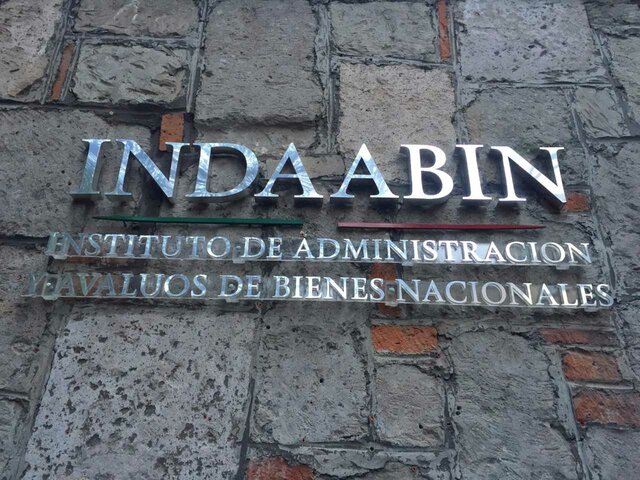 INDAABIN
INSTITUTO DE ADMINISTRACION
Y AVALUOS DE BIENES NACIONALES